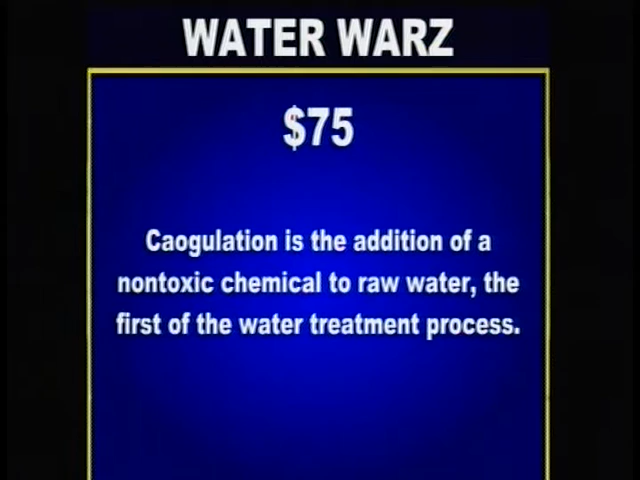 WATER WARZ
$75
Caogulation is the addition of a
nontoxic chemical to raw water, the
first of the water treatment process.